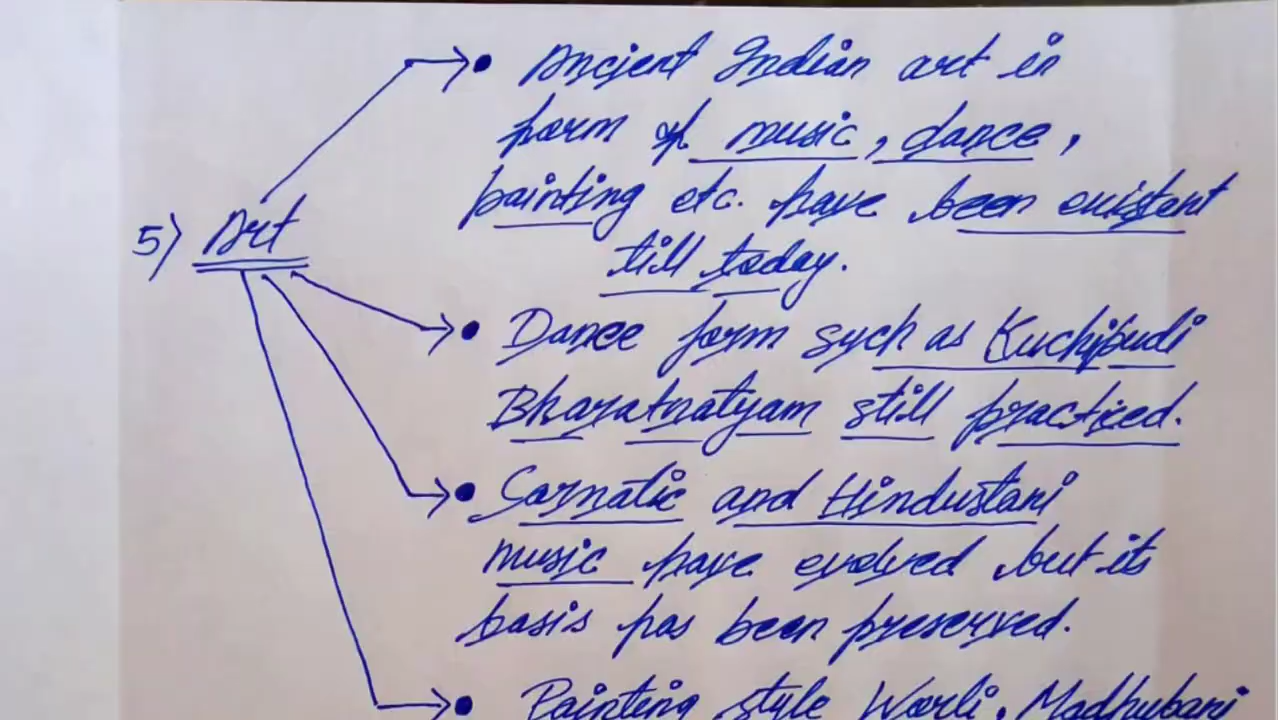 5) Art
• Ancient Indian art in
form of music, dance,
painting etc. have been existent
till today.
• Dance form such as Kuchipudi
Bharatnatyam still practiced.
• Carnatic and Hindustani
music have evolved but its
basis has been preserved.
• Painting style Warli, Madhubani